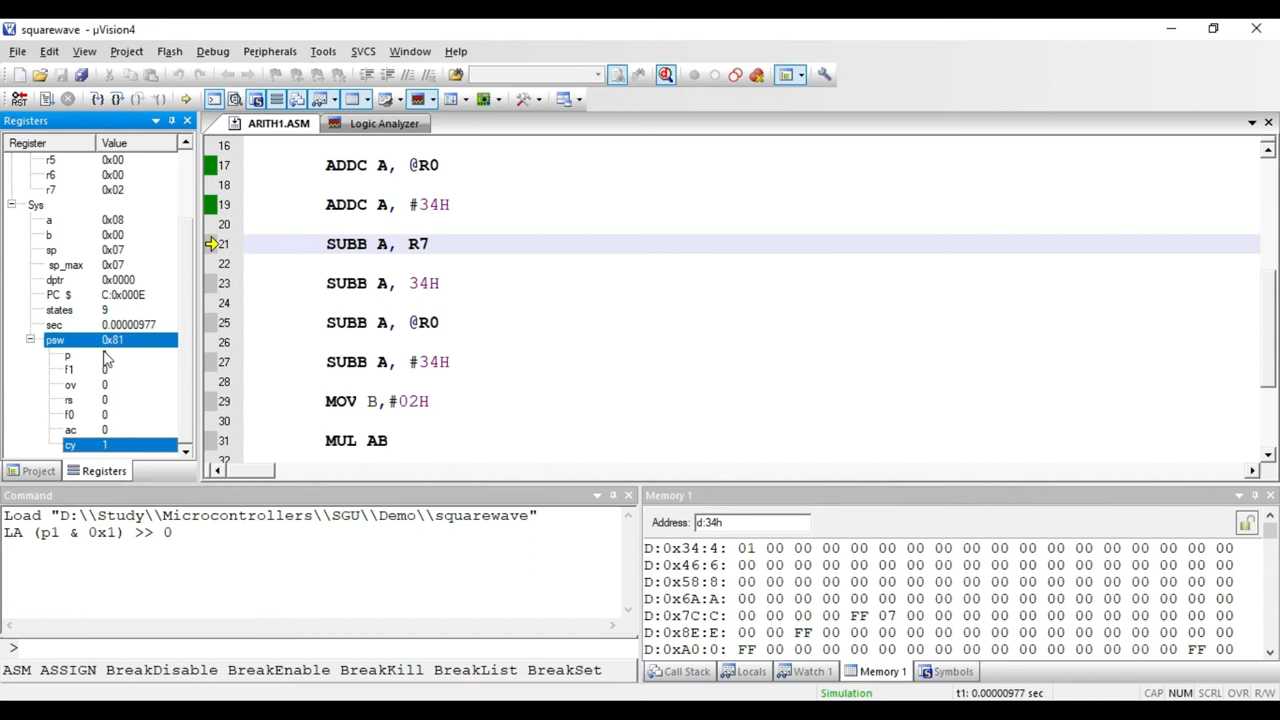 squarewave - µVision4
File Edit View Project Flash Debug Peripherals Tools SVCS Window Help
Registers
ARITH1.ASM Logic Analyzer
Register Value
r5 0x00
r6 0x00
r7 0x02
Sys
a 0x08
b 0x00
sp 0x07
sp_max 0x07
dptr 0x0000
PC $ C:0x000E
states 9
sec 0.00000977
psw 0x81
p
f1 0
ov 0
rs 0
f0 0
ac 0
cy 1
Project Registers
16
17 ADDC A, @R0
18
19 ADDC A, #34H
20
21 SUBB A, R7
22
23 SUBB A, 34H
24
25 SUBB A, @R0
26
27 SUBB A, #34H
28
29 MOV B,#02H
30
31 MUL AB
32
Command
Load "D:\\Study\\Microcontrollers\\SGU\\Demo\\squarewave"
LA (p1 & 0x1) >> 0
>
ASM ASSIGN BreakDisable BreakEnable BreakKill BreakList BreakSet
Memory 1
Address: d:34h
D:0x34:4: 01 00 00 00 00 00 00 00 00 00 00 00 00 00 00 00 00 00
D:0x46:6: 00 00 00 00 00 00 00 00 00 00 00 00 00 00 00 00 00 00
D:0x58:8: 00 00 00 00 00 00 00 00 00 00 00 00 00 00 00 00 00 00
D:0x6A:A: 00 00 00 00 00 00 00 00 00 00 00 00 00 00 00 00 00 00
D:0x7C:C: 00 00 00 00 FF 07 00 00 00 00 00 00 00 00 00 00 00 00
D:0x8E:E: 00 00 FF 00 00 00 00 00 00 00 00 00 00 00 00 00 00 00
D:0xA0:0: FF 00 00 00 00 00 00 00 00 00 00 00 00 00 00 00 FF 00
Call Stack Locals Watch 1 Memory 1 Symbols
Simulation t1: 0.00000977 sec CAP NUM SCRL OVR R/W